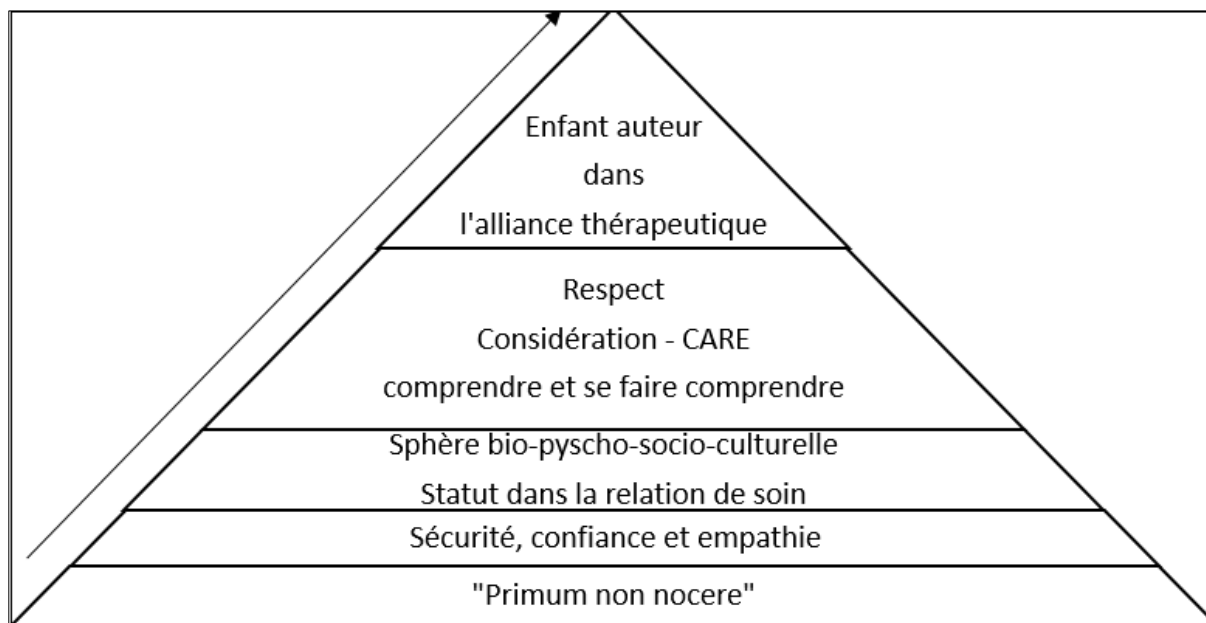 Enfant auteur
dans
l'alliance thérapeutique
Respect
Considération - CARE
comprendre et se faire comprendre
Sphère bio-pyscho-socio-culturelle
Statut dans la relation de soin
Sécurité, confiance et empathie
"Primum non nocere"